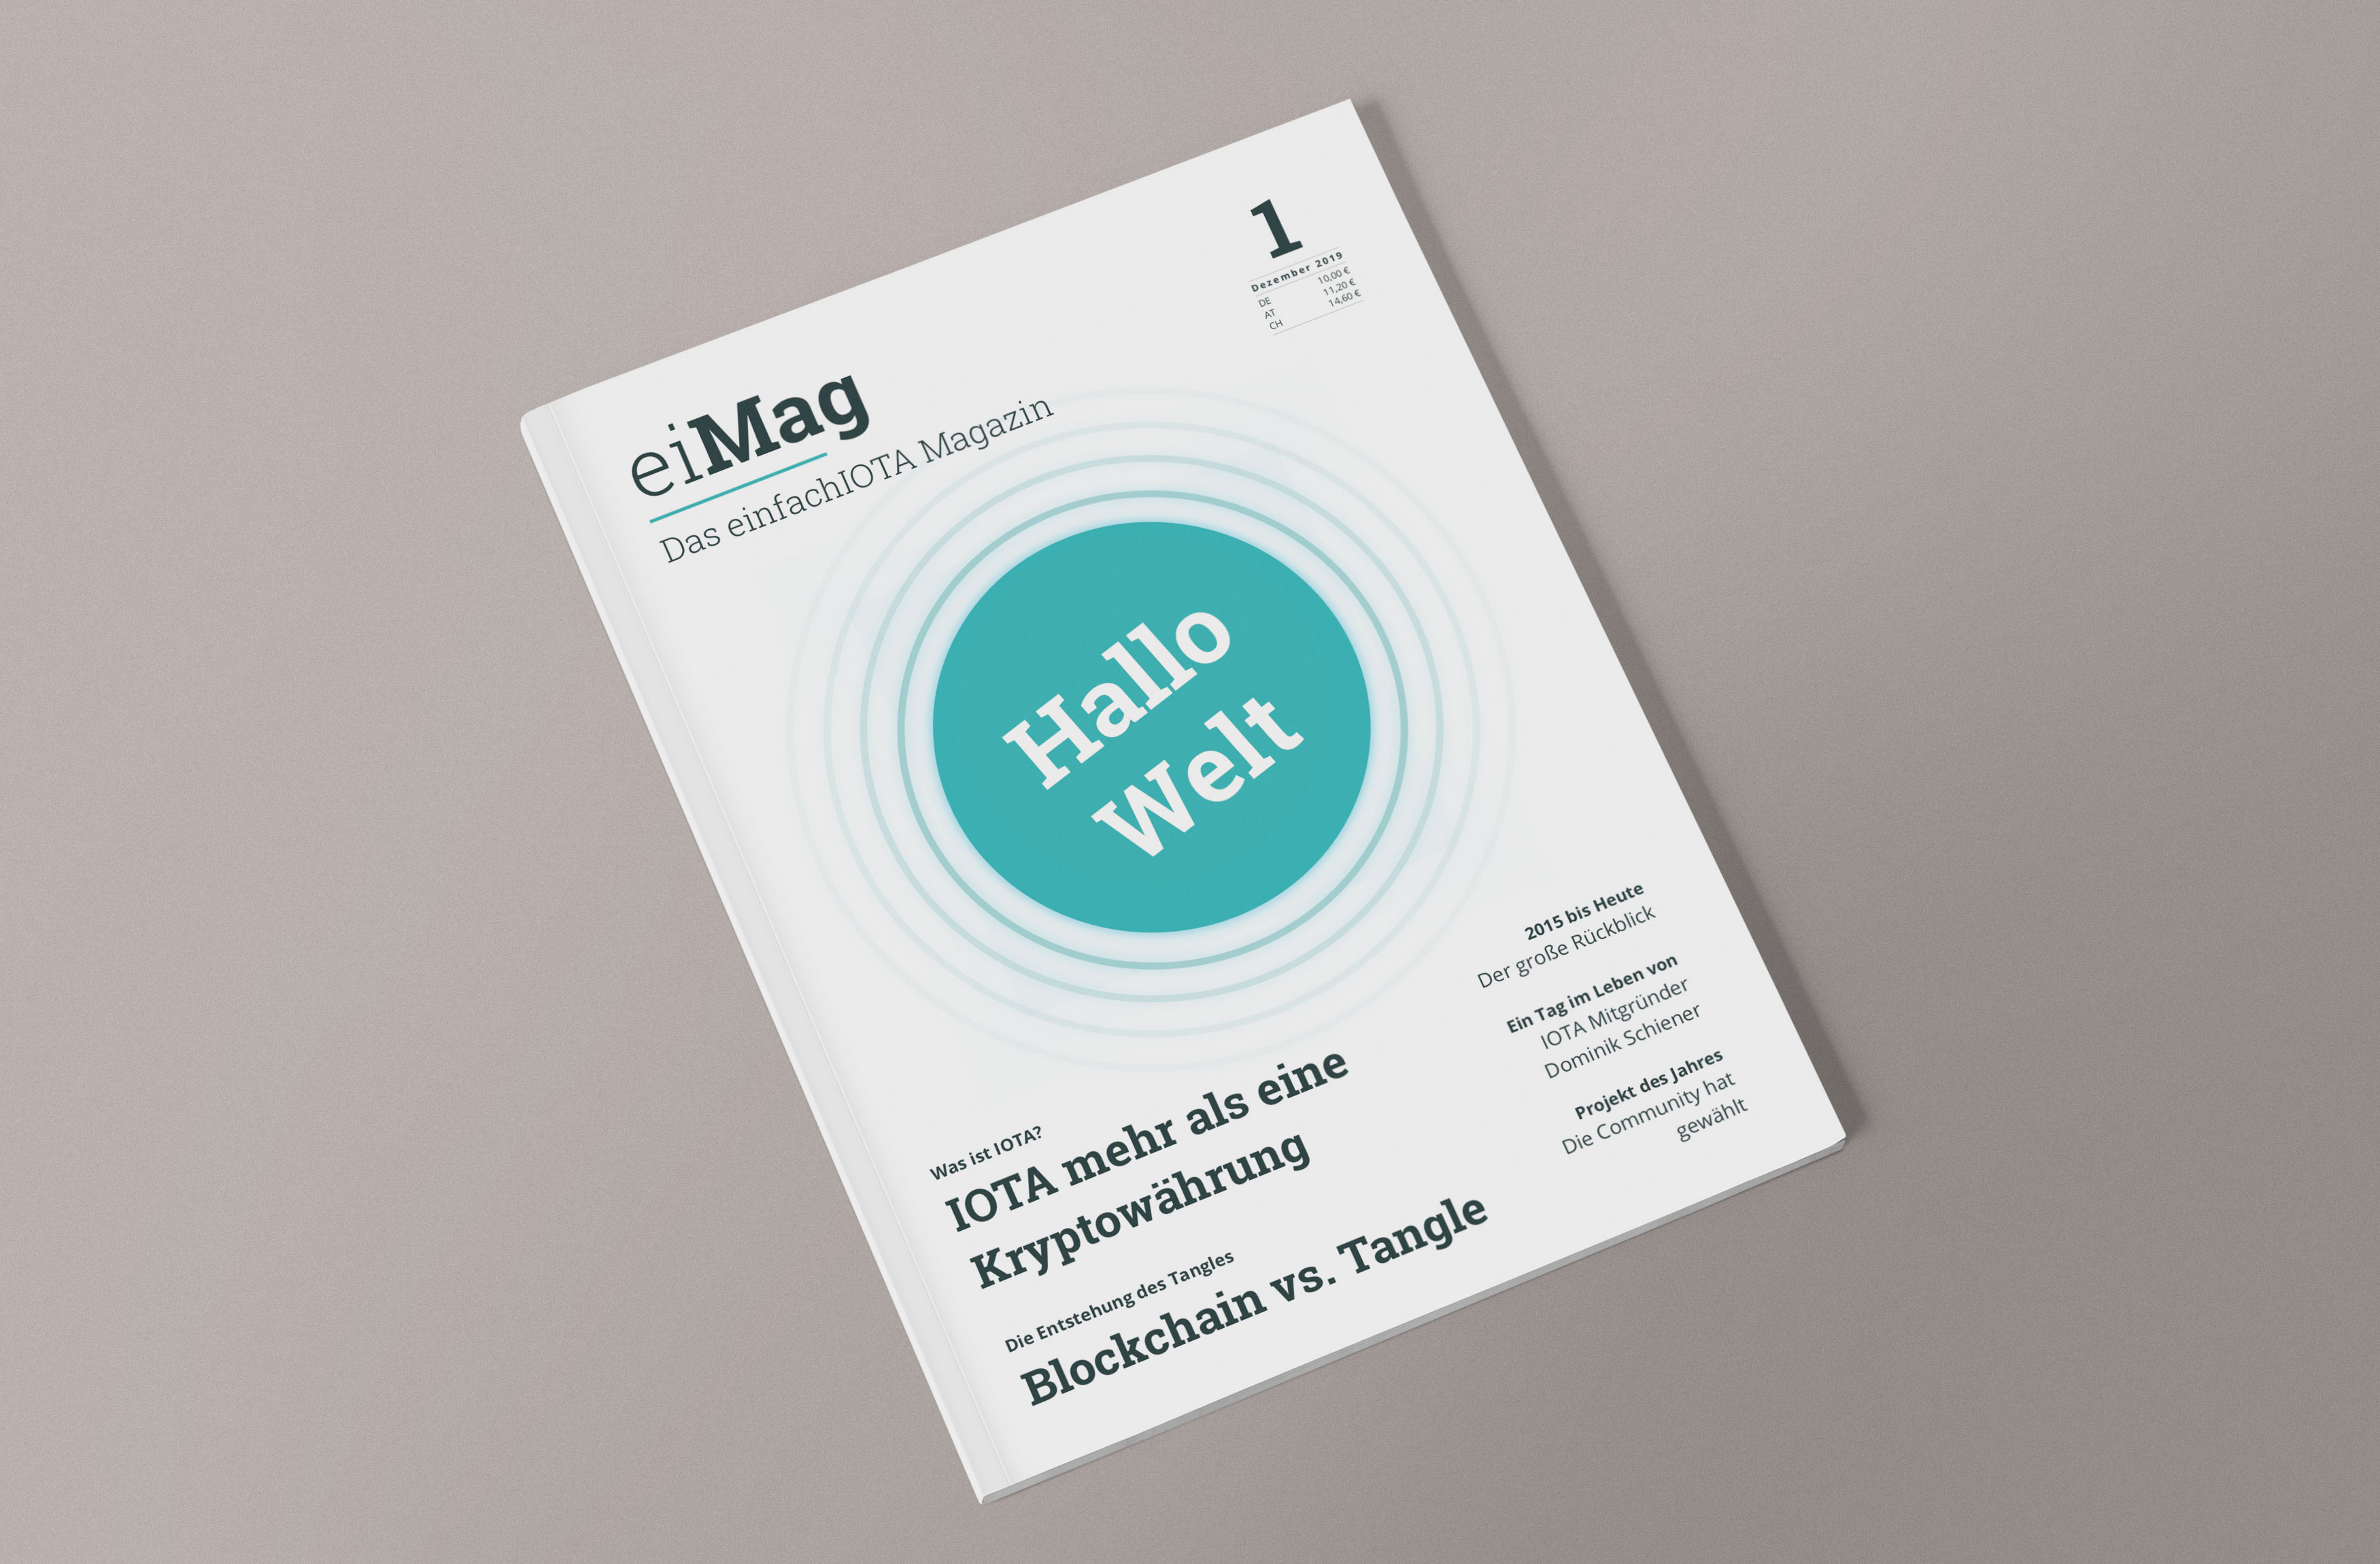 1
Dezember 2019
DE 10,00 €
AT 11,20 €
CH 14,60 €
eiMag
Das einfachIOTA Magazin
Hallo
Welt
2015 bis Heute
Der große Rückblick
Ein Tag im Leben von
IOTA Mitgründer
Dominik Schiener
Projekt des Jahres
Die Community hat
gewählt
Was ist IOTA?
IOTA mehr als eine
Kryptowährung
Die Entstehung des Tangles
Blockchain vs. Tangle